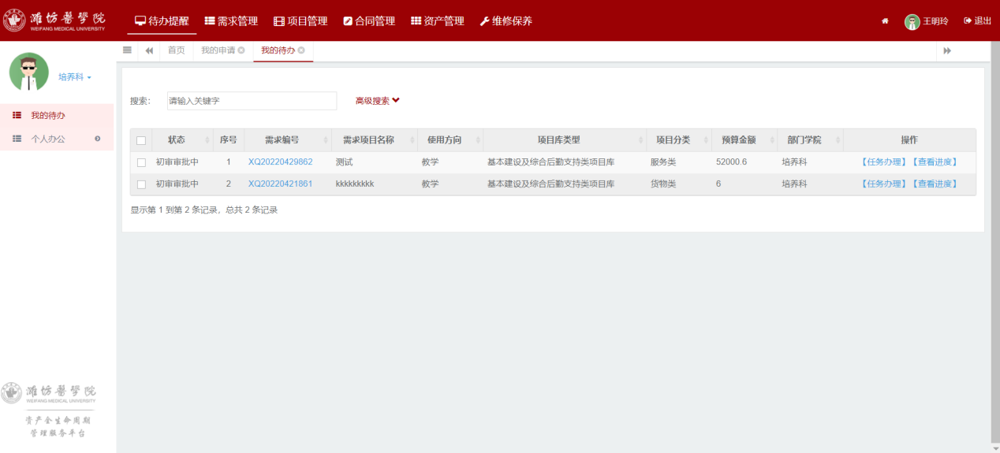 濰坊醫學院
WEIFANG MEDICAL UNIVERSITY
待办提醒 需求管理 项目管理 合同管理 资产管理 维修保养
王明玲 退出
首页 我的申请 我的待办
培养科
我的待办
个人办公
搜索： 请输入关键字 高级搜索
状态 序号 需求编号 需求项目名称 使用方向 项目库类型 项目分类 预算金额 部门学院 操作
初审审批中 1 XQ20220429862 测试 教学 基本建设及综合后勤支持类项目库 服务类 52000.6 培养科 【任务办理】【查看进度】
初审审批中 2 XQ20220421861 kkkkkkkkk 教学 基本建设及综合后勤支持类项目库 货物类 6 培养科 【任务办理】【查看进度】
显示第 1 到第 2 条记录，总共 2 条记录
濰坊醫學院
WEIFANG MEDICAL UNIVERSITY
资产全生命周期
管理服务平台